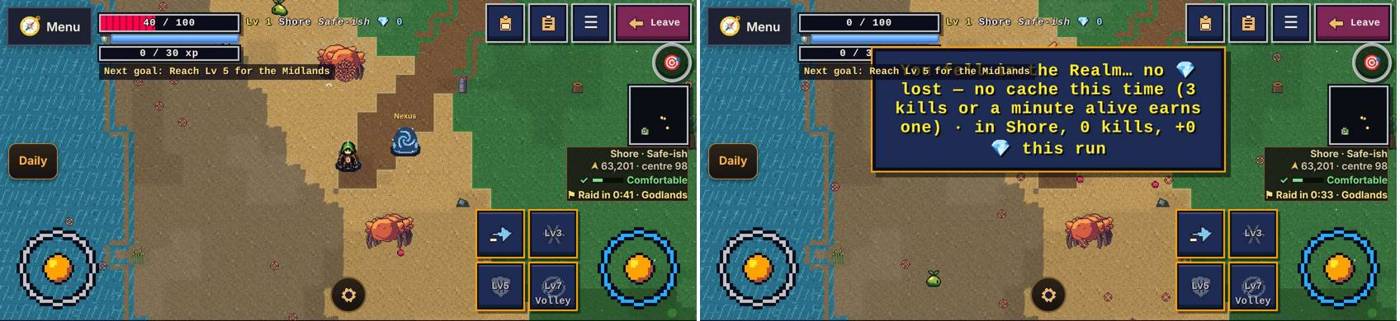 Menu
40 / 100
Lv 1 Shore Safe-ish 💎 0
Leave
0 / 30 xp
Next goal: Reach Lv 5 for the Midlands
Nexus
Daily
Shore · Safe-ish
63,201 · centre 98
✓ Comfortable
Raid in 0:41 · Godlands
Lv3
Lv5
Lv7
Volley
Menu
0 / 100
Lv 1 Shore Safe-ish 💎 0
Leave
0 / 3
Next goal: Reach Lv 5 for the Midlands
the Realm… no 💎
lost — no cache this time (3
kills or a minute alive earns
one) · in Shore, 0 kills, +0
💎 this run
Daily
Shore · Safe-ish
63,201 · centre 98
✓ Comfortable
Raid in 0:33 · Godlands
Lv3
Lv5
Lv7
Volley